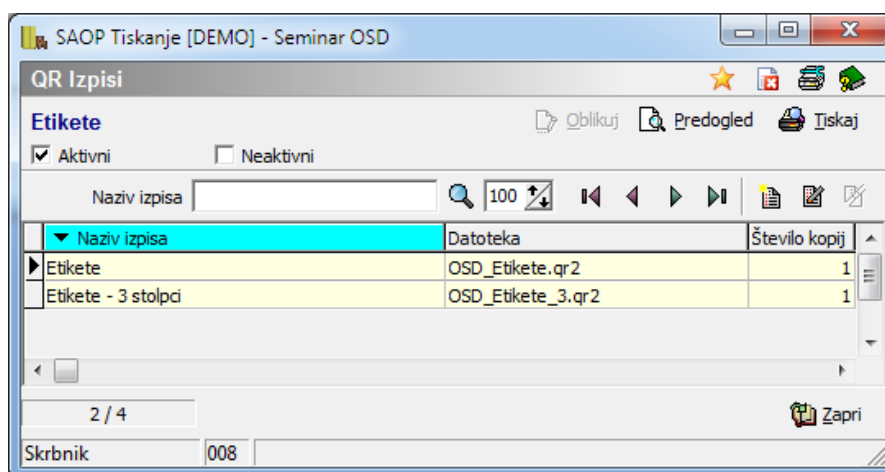 SAOP Tiskanje [DEMO] - Seminar OSD
QR Izpisi
Etikete
Oblikuj Predogled Tiskaj
Aktivni Neaktivni
Naziv izpisa 100
Naziv izpisa Datoteka Število kopij
Etikete OSD_Etikete.qr2 1
Etikete - 3 stolpci OSD_Etikete_3.qr2 1
2 / 4
Zapri
Skrbnik 008